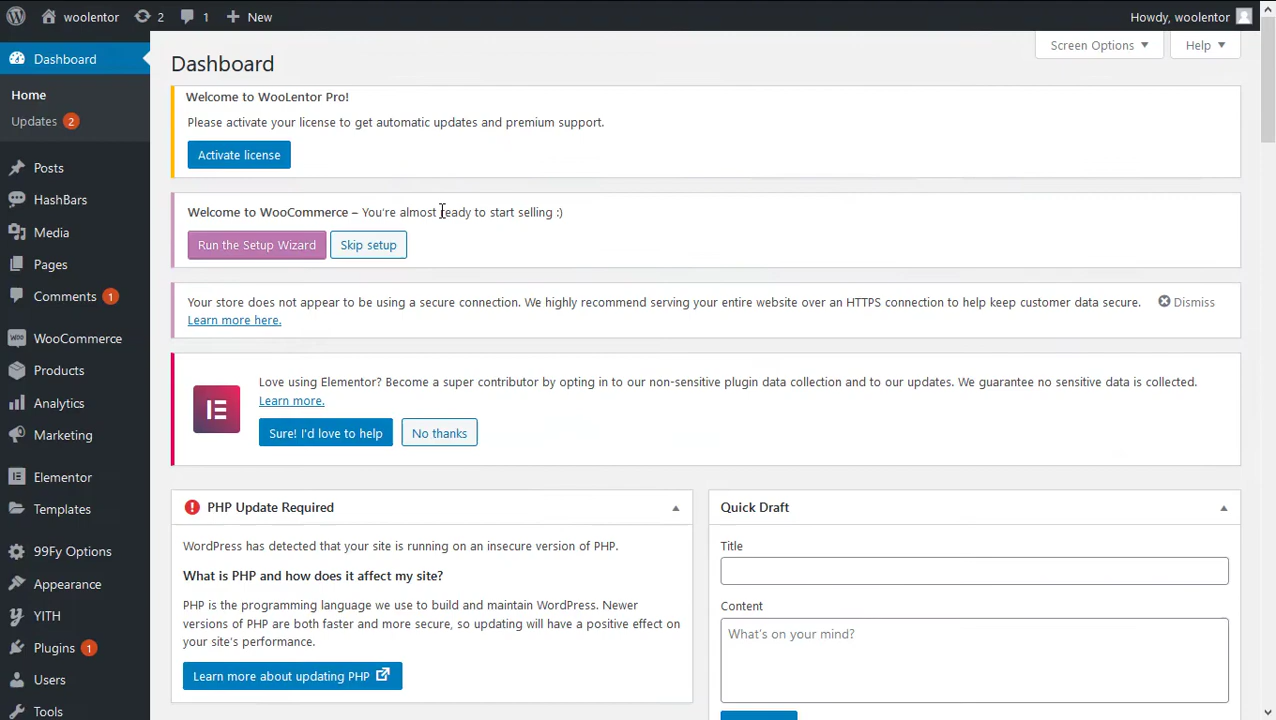 woolentor
2
1
New
Howdy, woolentor
Dashboard
Home
Updates 2
Posts
HashBars
Media
Pages
Comments 1
WooCommerce
Products
Analytics
Marketing
Elementor
Templates
99Fy Options
Appearance
YITH
Plugins 1
Users
Tools
Screen Options
Help
Dashboard
Welcome to WooLentor Pro!
Please activate your license to get automatic updates and premium support.
Activate license
Welcome to WooCommerce – You're almost ready to start selling :)
Run the Setup Wizard
Skip setup
Your store does not appear to be using a secure connection. We highly recommend serving your entire website over an HTTPS connection to help keep customer data secure.
Learn more here.
Dismiss
Love using Elementor? Become a super contributor by opting in to our non-sensitive plugin data collection and to our updates. We guarantee no sensitive data is collected.
Learn more.
Sure! I'd love to help
No thanks
PHP Update Required
WordPress has detected that your site is running on an insecure version of PHP.
What is PHP and how does it affect my site?
PHP is the programming language we use to build and maintain WordPress. Newer
versions of PHP are both faster and more secure, so updating will have a positive effect on
your site's performance.
Learn more about updating PHP
Quick Draft
Title
Content
What's on your mind?